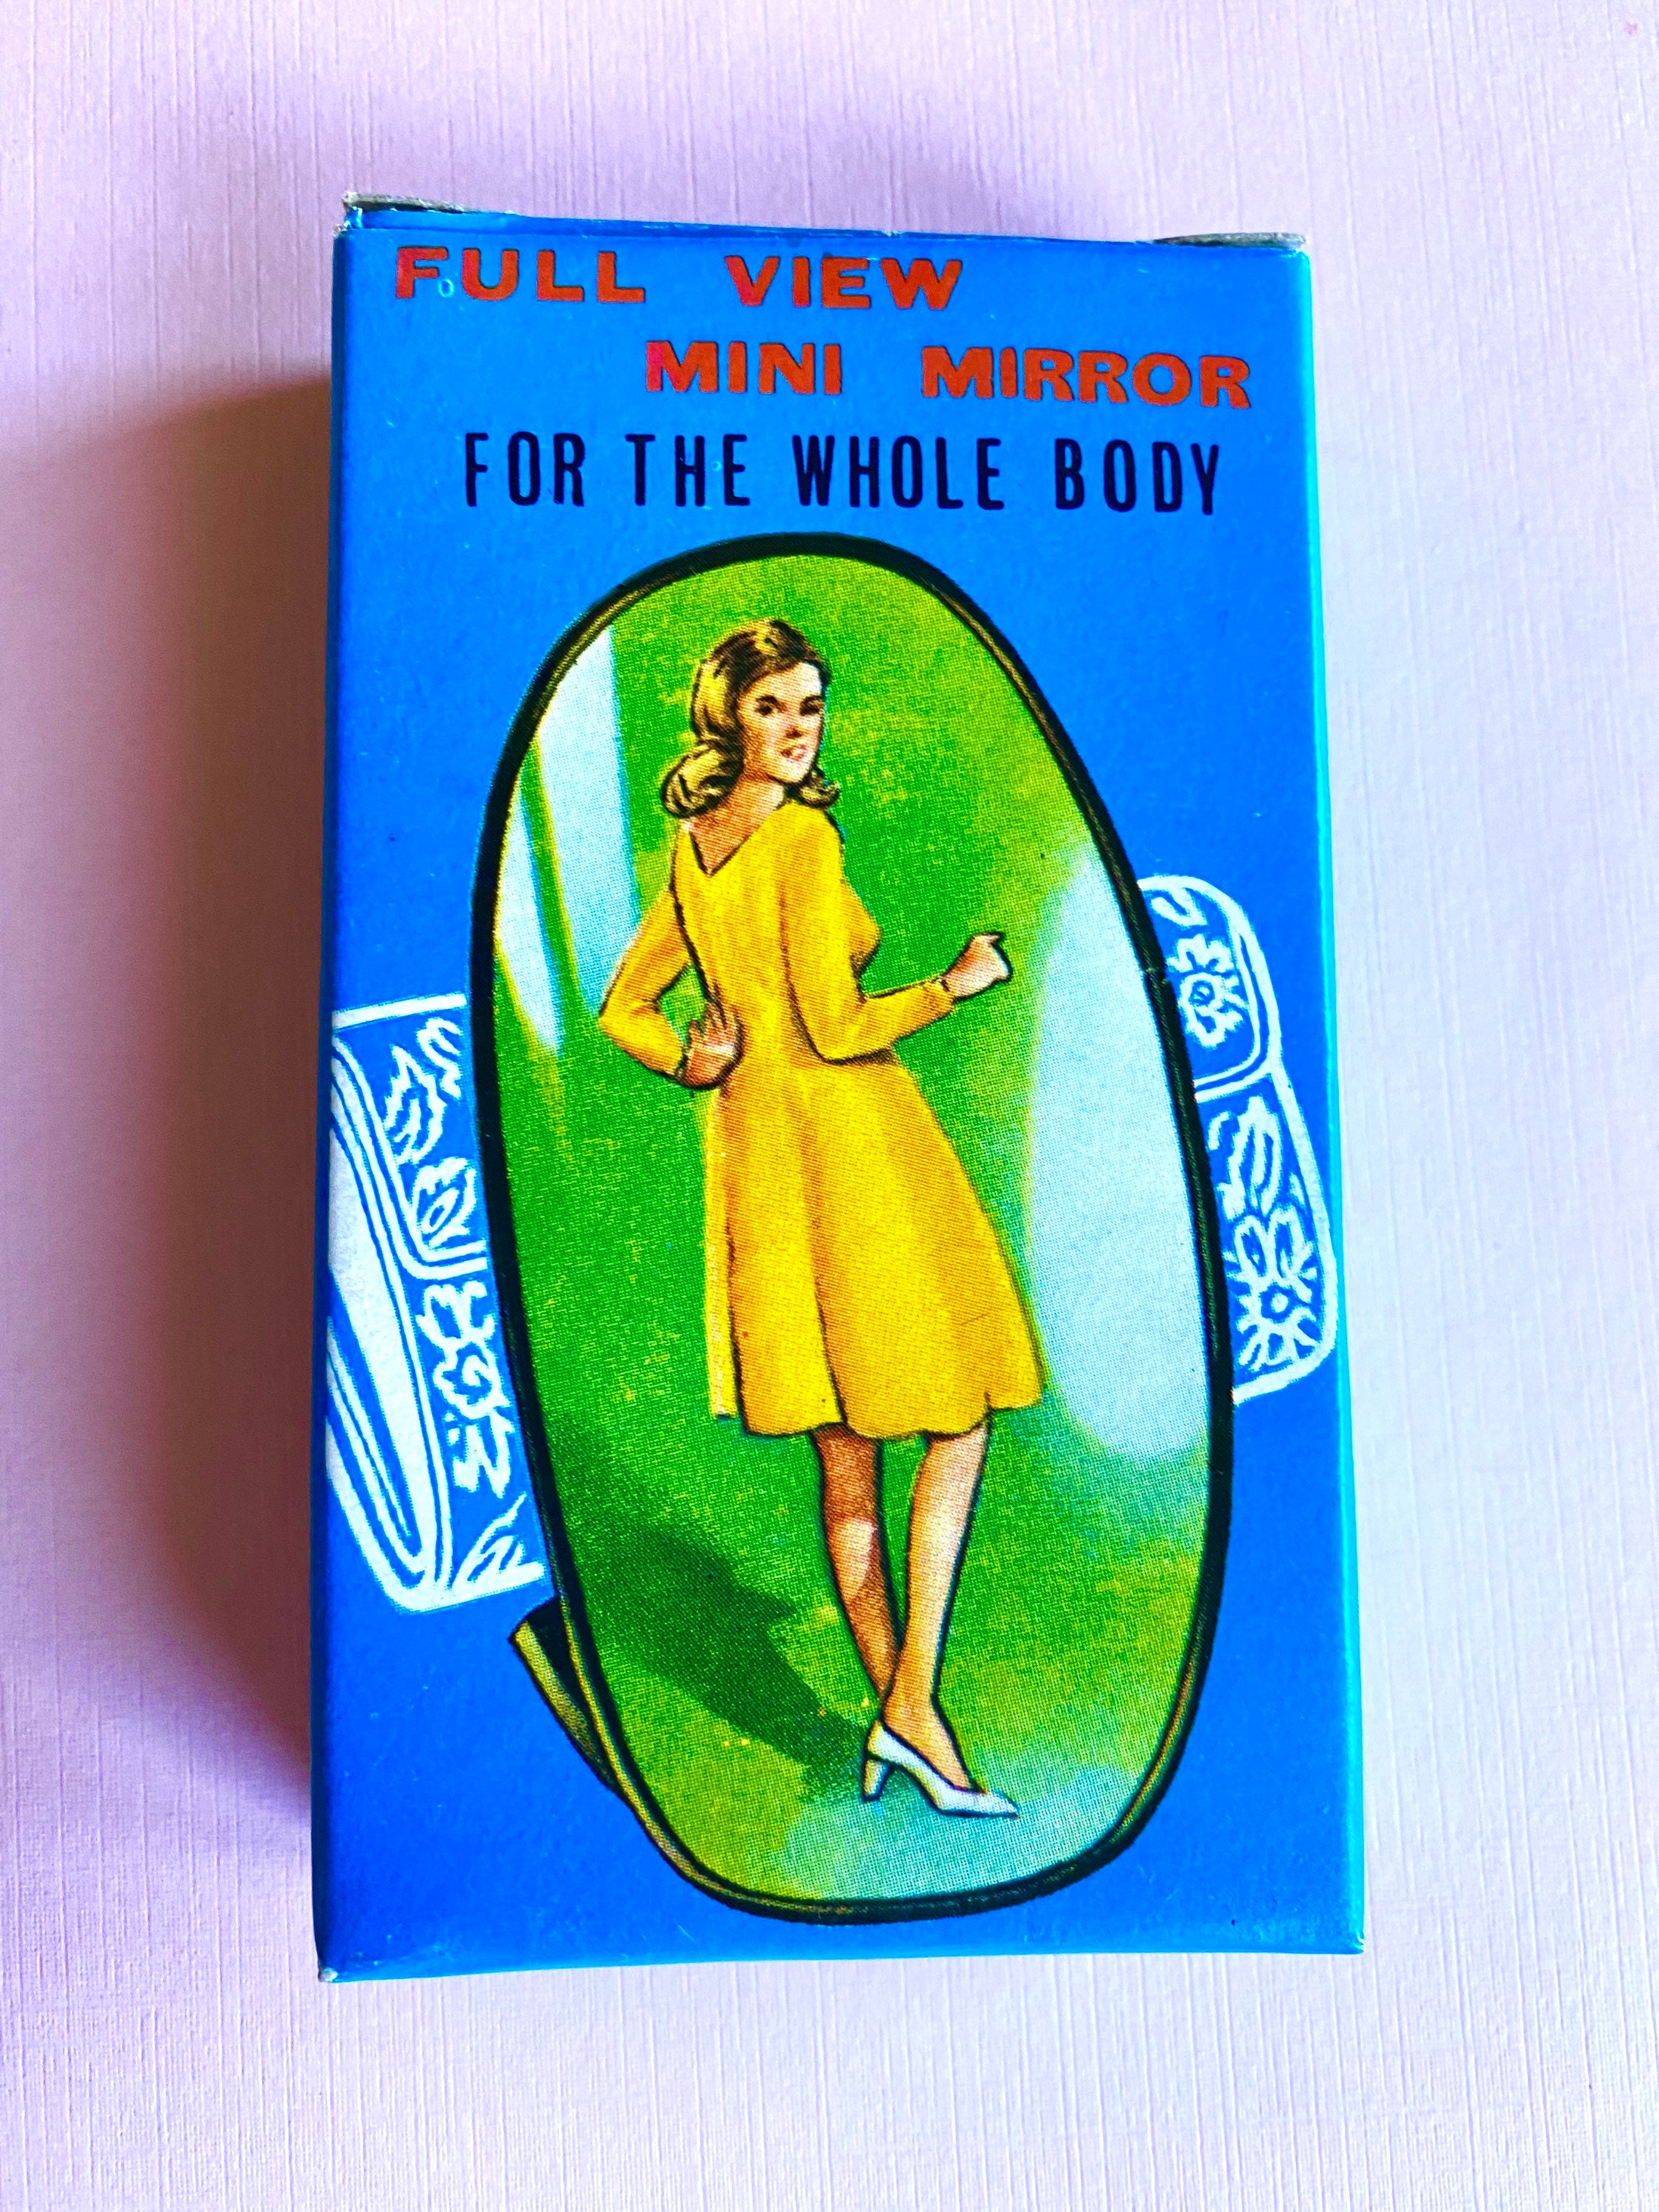 FULL VIEW
MINI MIRROR
FOR THE WHOLE BODY